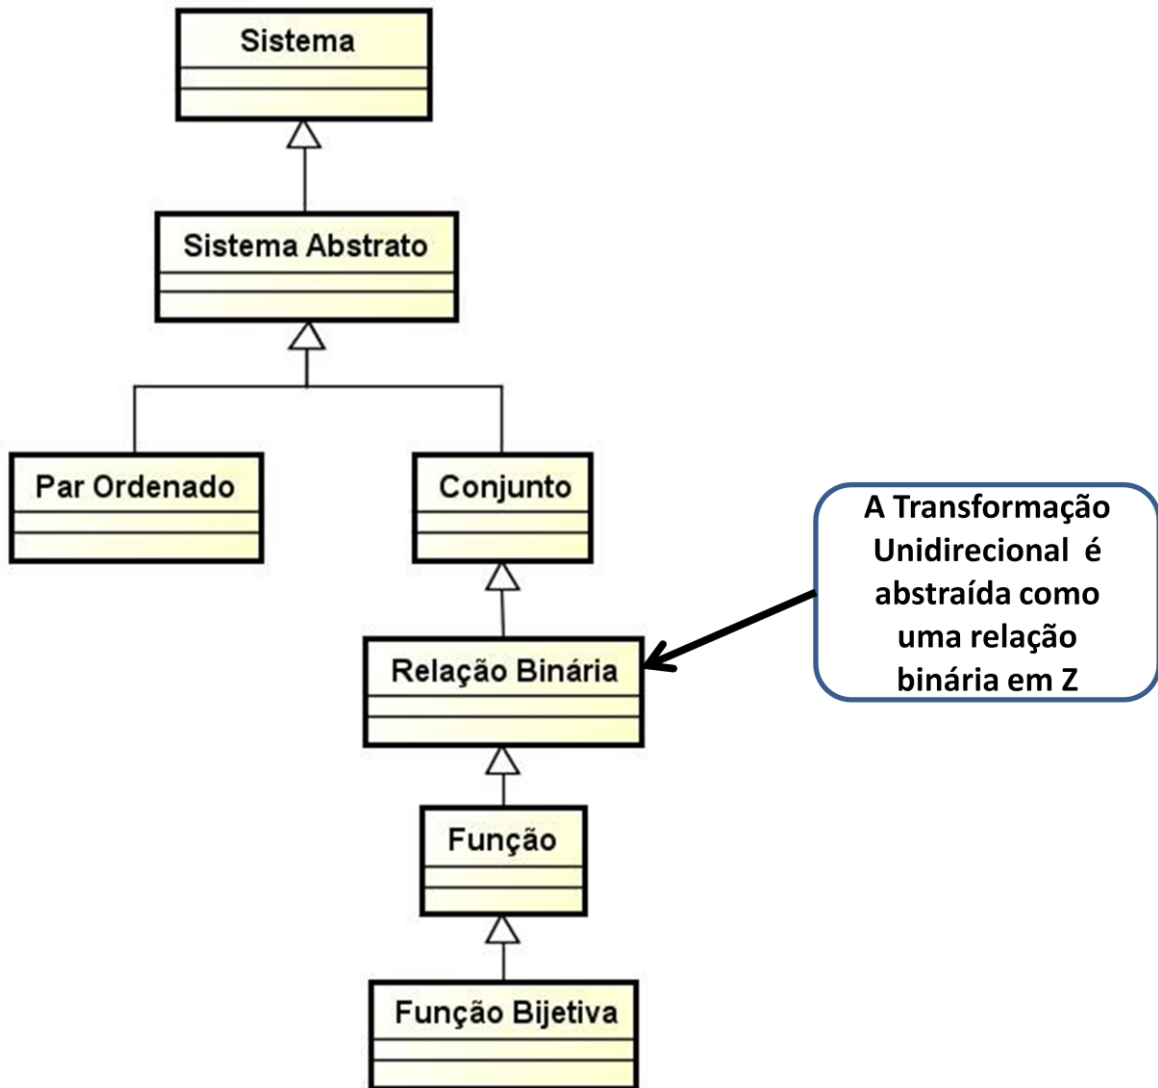 Sistema
Sistema Abstrato
Par Ordenado
Conjunto
A Transformação
Unidirecional é
abstraída como
uma relação
binária em Z
Relação Binária
Função
Função Bijetiva